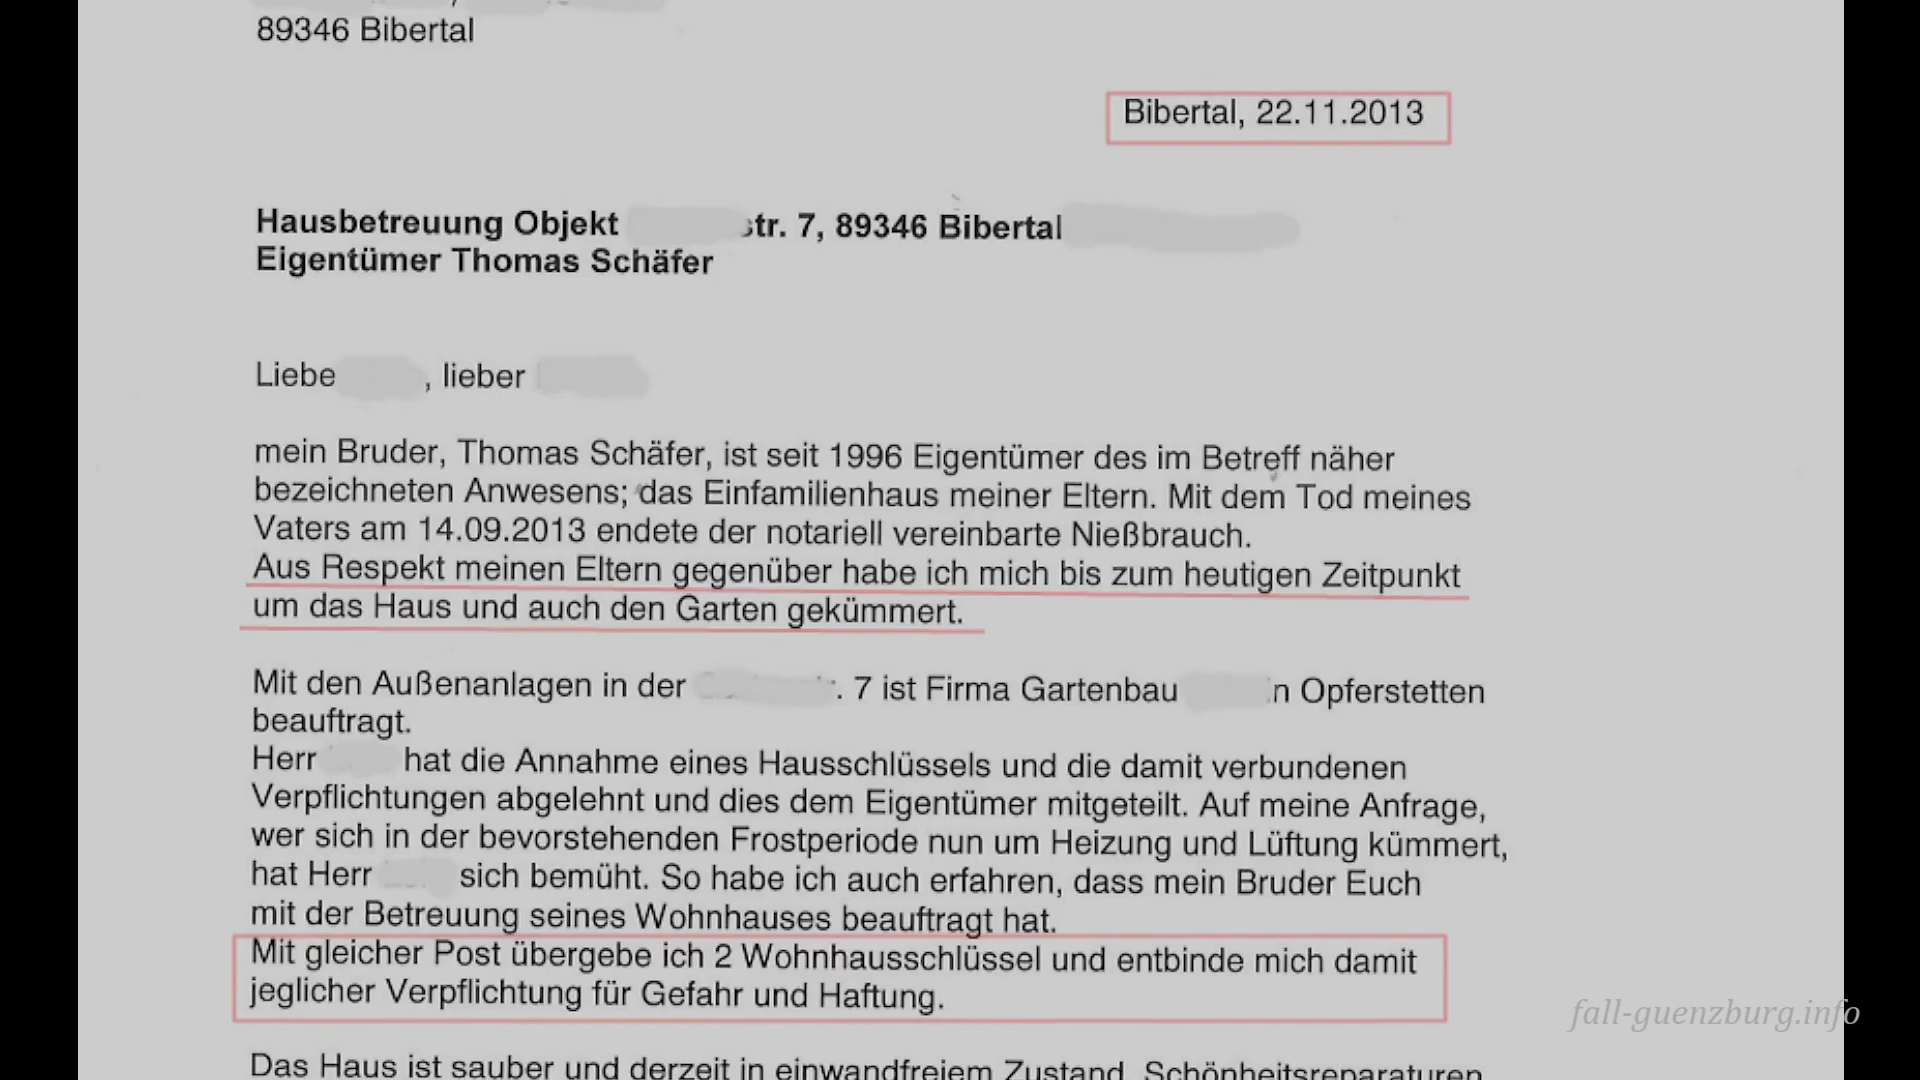 89346 Bibertal
Bibertal, 22.11.2013
Hausbetreuung Objekt str. 7, 89346 Bibertal
Eigentümer Thomas Schäfer
Liebe , lieber
mein Bruder, Thomas Schäfer, ist seit 1996 Eigentümer des im Betreff näher
bezeichneten Anwesens; das Einfamilienhaus meiner Eltern. Mit dem Tod meines
Vaters am 14.09.2013 endete der notariell vereinbarte Nießbrauch.
Aus Respekt meinen Eltern gegenüber habe ich mich bis zum heutigen Zeitpunkt
um das Haus und auch den Garten gekümmert.
Mit den Außenanlagen in der . 7 ist Firma Gartenbau n Opferstetten
beauftragt.
Herr hat die Annahme eines Hausschlüssels und die damit verbundenen
Verpflichtungen abgelehnt und dies dem Eigentümer mitgeteilt. Auf meine Anfrage,
wer sich in der bevorstehenden Frostperiode nun um Heizung und Lüftung kümmert,
hat Herr sich bemüht. So habe ich auch erfahren, dass mein Bruder Euch
mit der Betreuung seines Wohnhauses beauftragt hat.
Mit gleicher Post übergebe ich 2 Wohnhausschlüssel und entbinde mich damit
jeglicher Verpflichtung für Gefahr und Haftung.
Das Haus ist sauber und derzeit in einwandfreiem Zustand. Schönheitsreparaturen
fall-guenzburg.info